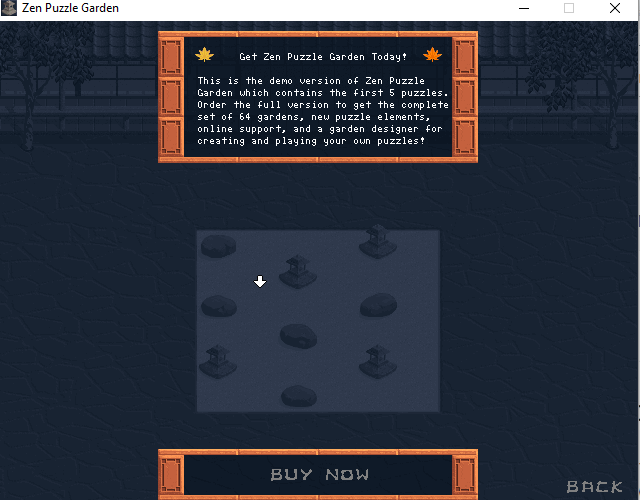 Zen Puzzle Garden
Get Zen Puzzle Garden Today!
This is the demo version of Zen Puzzle
Garden which contains the first 5 puzzles.
Order the full version to get the complete
set of 64 gardens, new puzzle elements,
online support, and a garden designer for
creating and playing your own puzzles!
BUY NOW
BACK